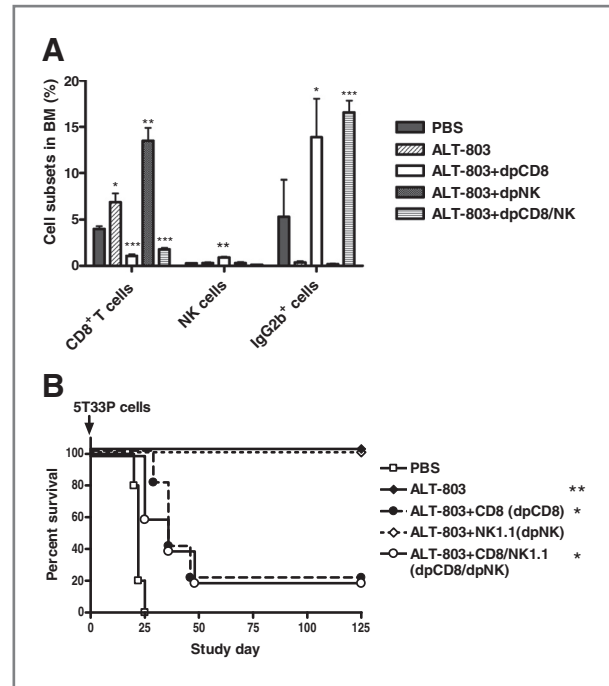 A
Cell subsets in BM (%)
20
15
10
5
0
*
***
**
***
**
*
***
CD8+ T cells
NK cells
IgG2b+ cells
PBS
ALT-803
ALT-803+dpCD8
ALT-803+dpNK
ALT-803+dpCD8/NK
B
5T33P cells
Percent survival
100
80
60
40
20
0
0 25 50 75 100 125
Study day
PBS
ALT-803 **
ALT-803+CD8 (dpCD8) *
ALT-803+NK1.1(dpNK)
ALT-803+CD8/NK1.1 *
(dpCD8/dpNK)